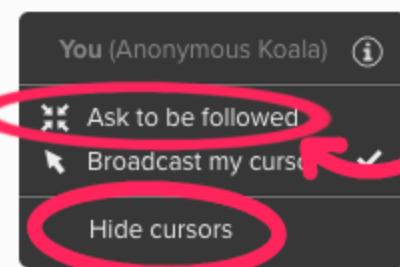 You (Anonymous Koala)
Ask to be followed
Broadcast my
Hide cursors